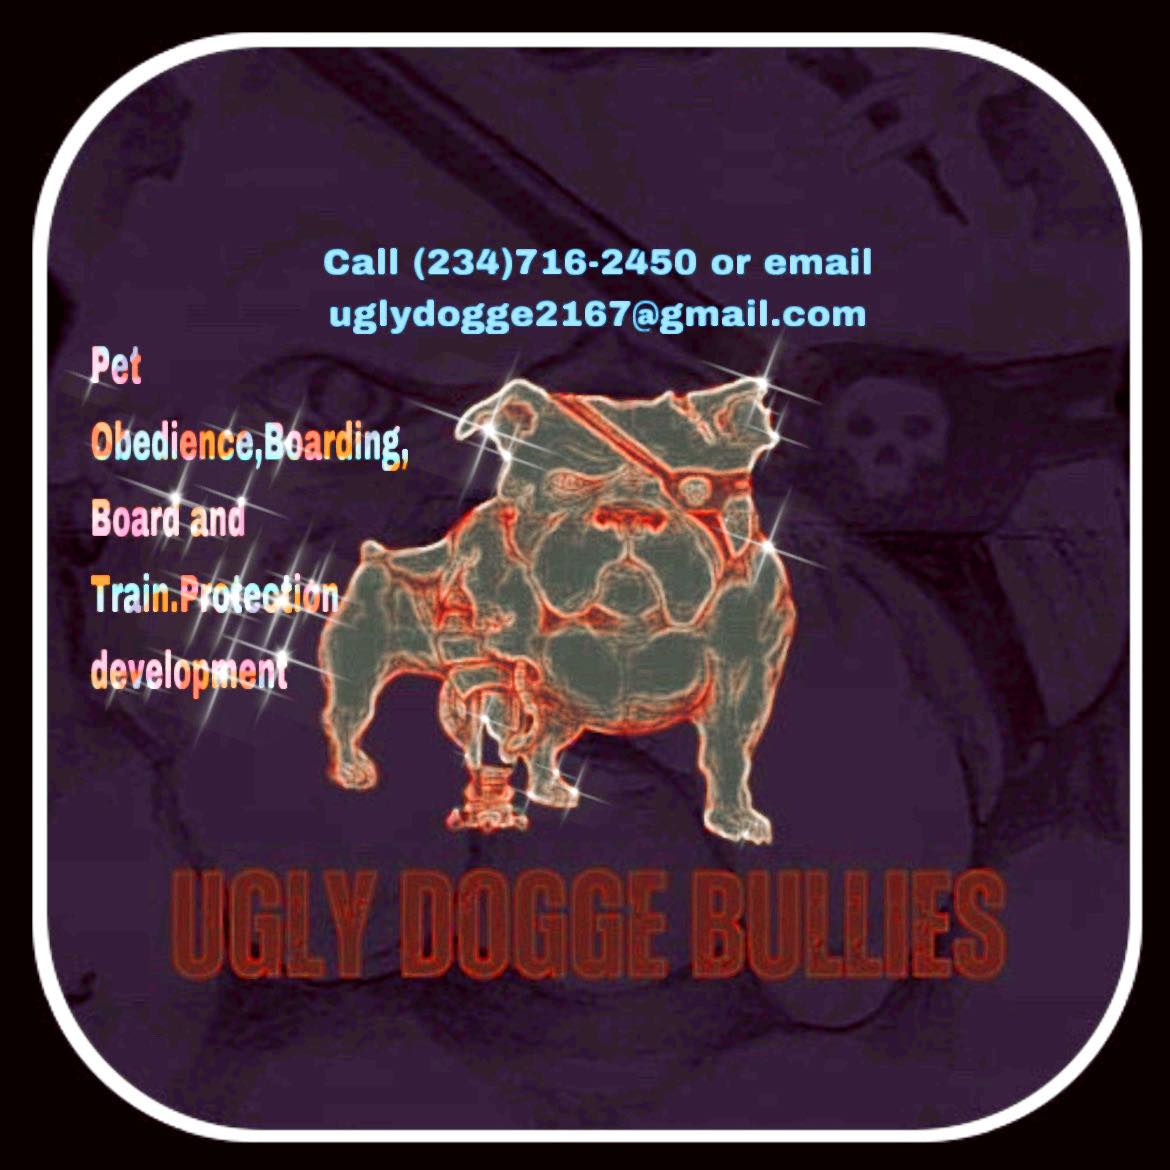 Call (234)716-2450 or email
uglydogge2167@gmail.com
Pet
Obedience,Boarding,
Board and
Train.Protection
development
UGLY DOGGE BULLIES